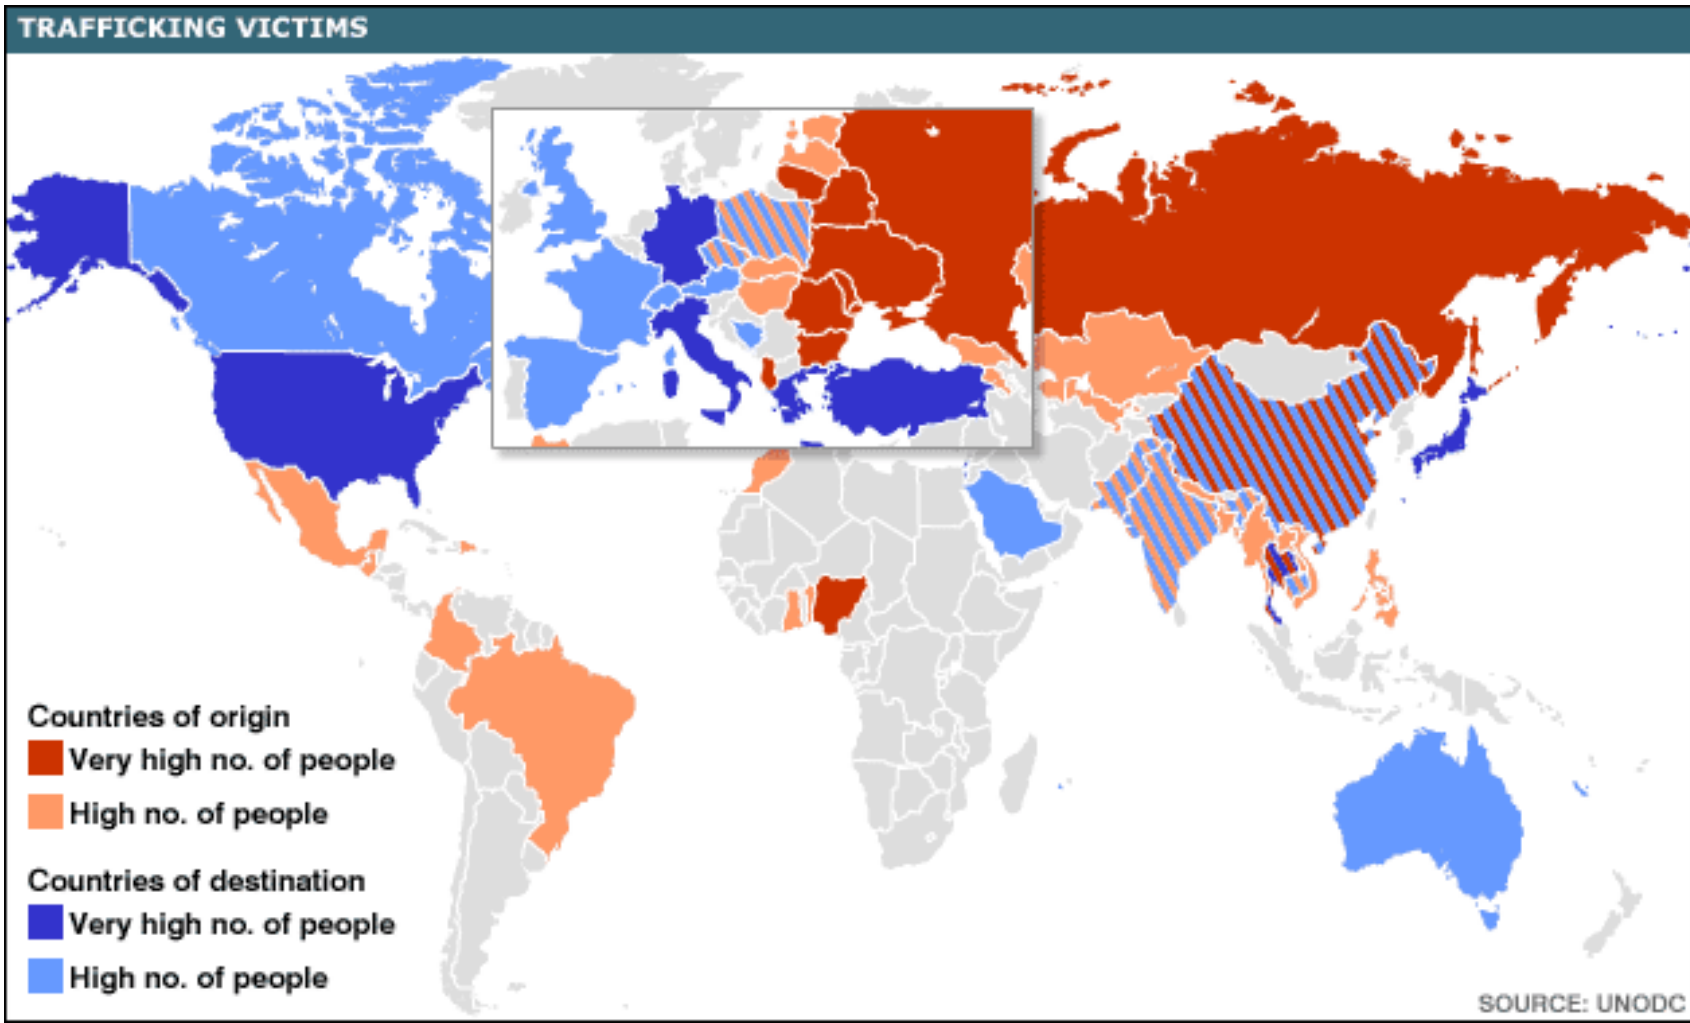 TRAFFICKING VICTIMS
Countries of origin
Very high no. of people
High no. of people
Countries of destination
Very high no. of people
High no. of people
SOURCE: UNODC